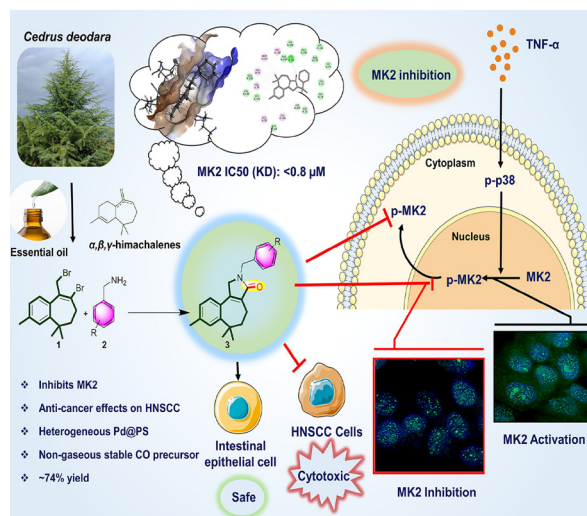 Cedrus deodara
MK2 IC50 (KD): <0.8 μM
MK2 inhibition
TNF-α
Cytoplasm
p-p38
p-MK2
Nucleus
p-MK2
MK2
Essential oil
α,β,γ-himachalenes
Br
Br
NH2
+
R
1
2
R
N
O
3
❖ Inhibits MK2
❖ Anti-cancer effects on HNSCC
❖ Heterogeneous Pd@PS
❖ Non-gaseous stable CO precursor
❖ ~74% yield
Intestinal
epithelial cell
Safe
HNSCC Cells
Cytotoxic
MK2 Inhibition
MK2 Activation